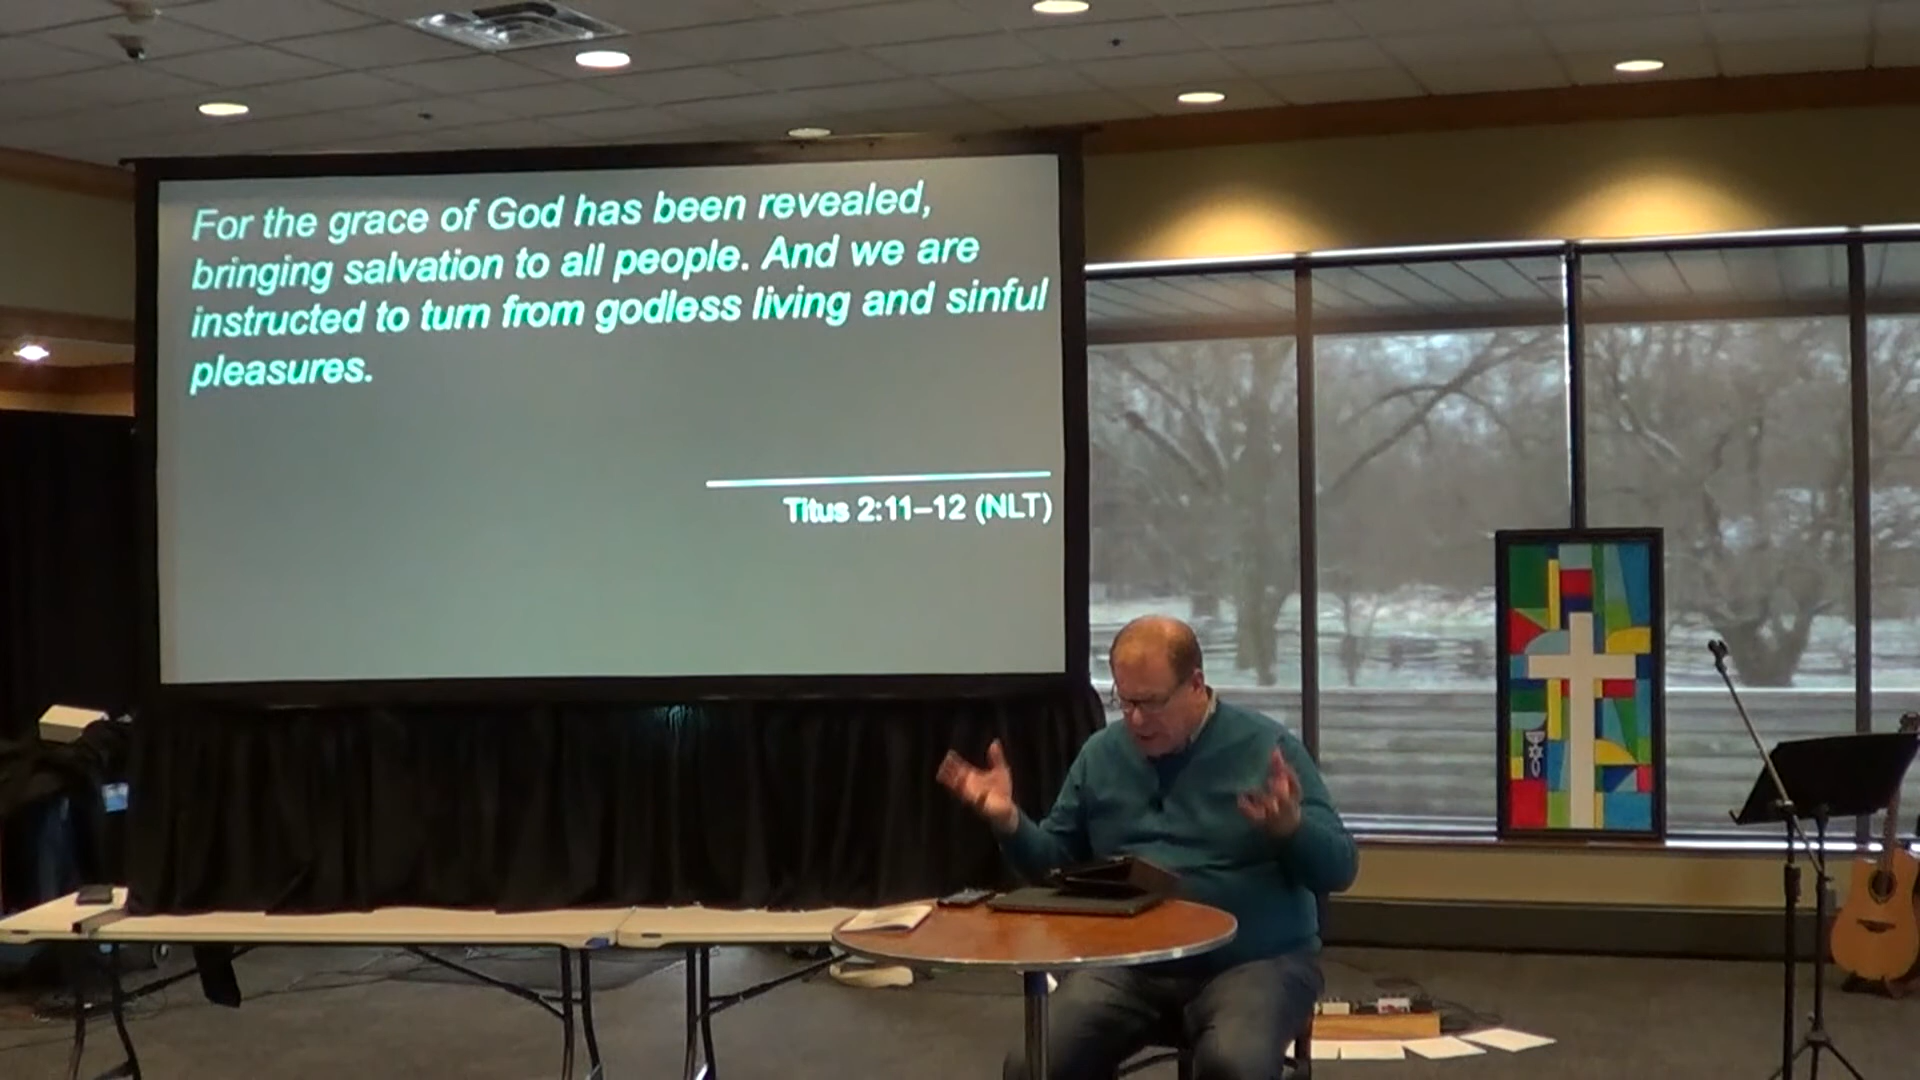 For the grace of God has been revealed,
bringing salvation to all people. And we are
instructed to turn from godless living and sinful
pleasures.
Titus 2:11–12 (NLT)